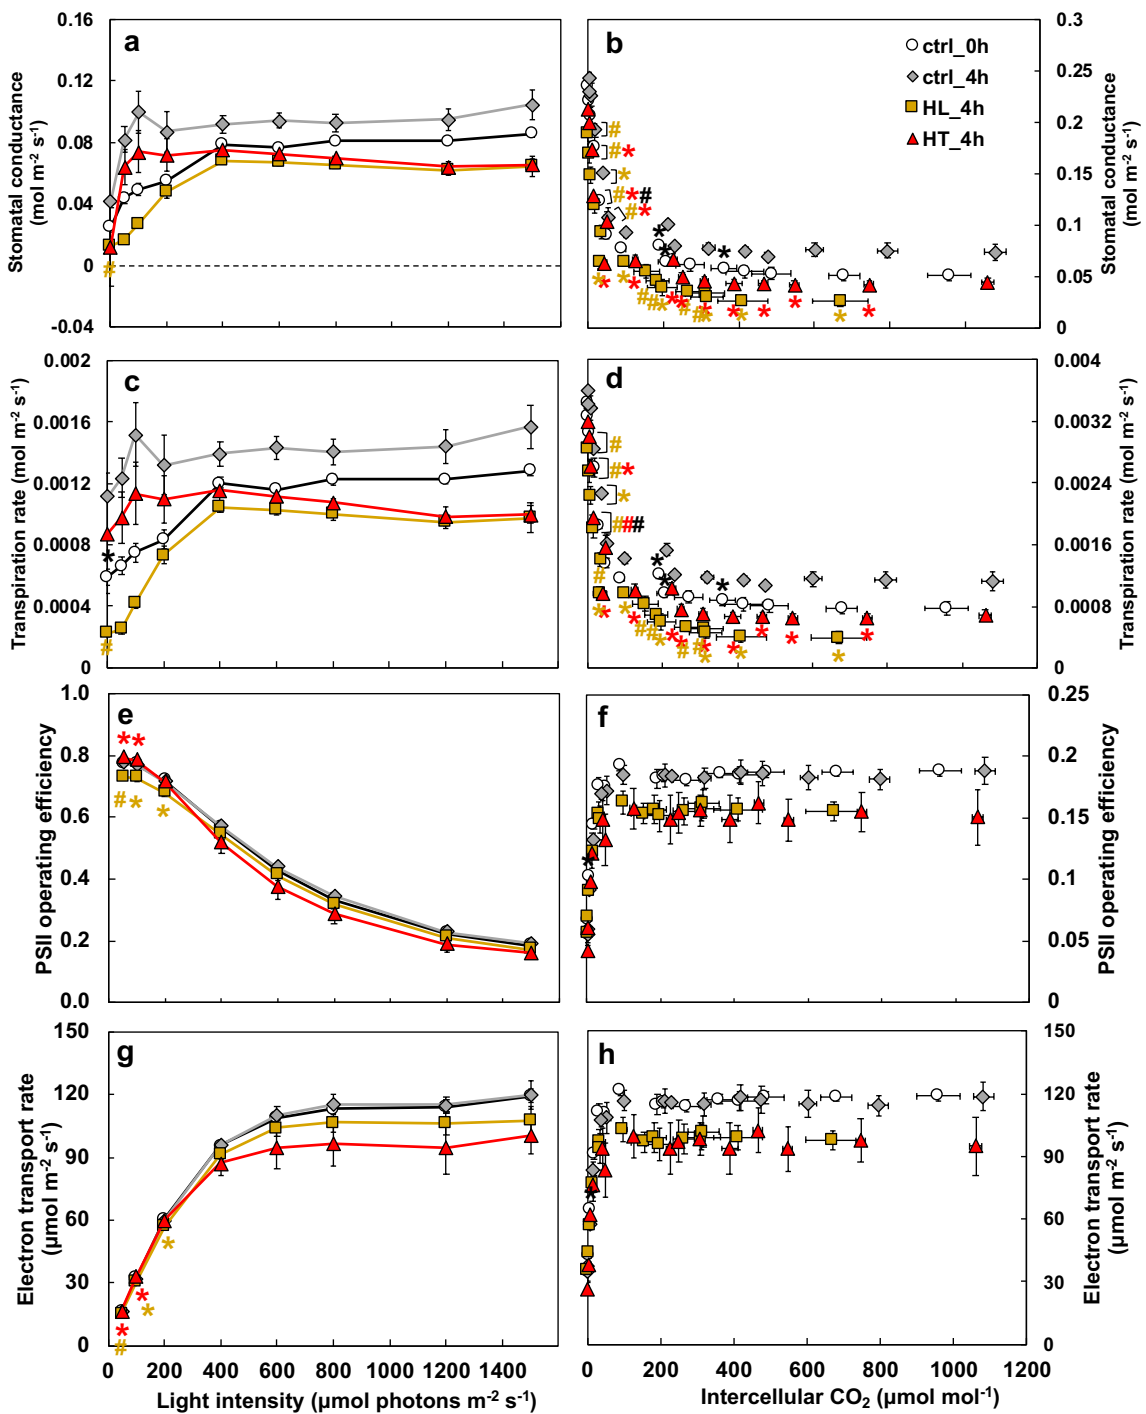 a
0.16
0.12
0.08
0.04
0
-0.04
Stomatal conductance
(mol m⁻² s⁻¹)
#
b
ctrl_0h
ctrl_4h
HL_4h
HT_4h
0.3
0.25
0.2
0.15
0.1
0.05
0
Stomatal conductance
(mol m⁻² s⁻¹)
#
#*
*
#*#
#*
* * *
** ** *# ## * ** *# #** * * * * * *
c
0.002
0.0016
0.0012
0.0008
0.0004
0
Transpiration rate (mol m⁻² s⁻¹)
*
#
d
0.004
0.0032
0.0024
0.0016
0.0008
0
Transpiration rate (mol m⁻² s⁻¹)
#
#*
*
###
* * *
#
** ** ## * ** # #** * * * * * *
e
1.0
0.8
0.6
0.4
0.2
0.0
PSII operating efficiency
* *
# * *
f
0.25
0.2
0.15
0.1
0.05
0
PSII operating efficiency
*
g
150
120
90
60
30
0
Electron transport rate
(µmol m⁻² s⁻¹)
*
* *
*
#
0 200 400 600 800 1000 1200 1400
Light intensity (µmol photons m⁻² s⁻¹)
h
150
120
90
60
30
0
Electron transport rate
(µmol m⁻² s⁻¹)
*
0 200 400 600 800 1000 1200
Intercellular CO₂ (µmol mol⁻¹)